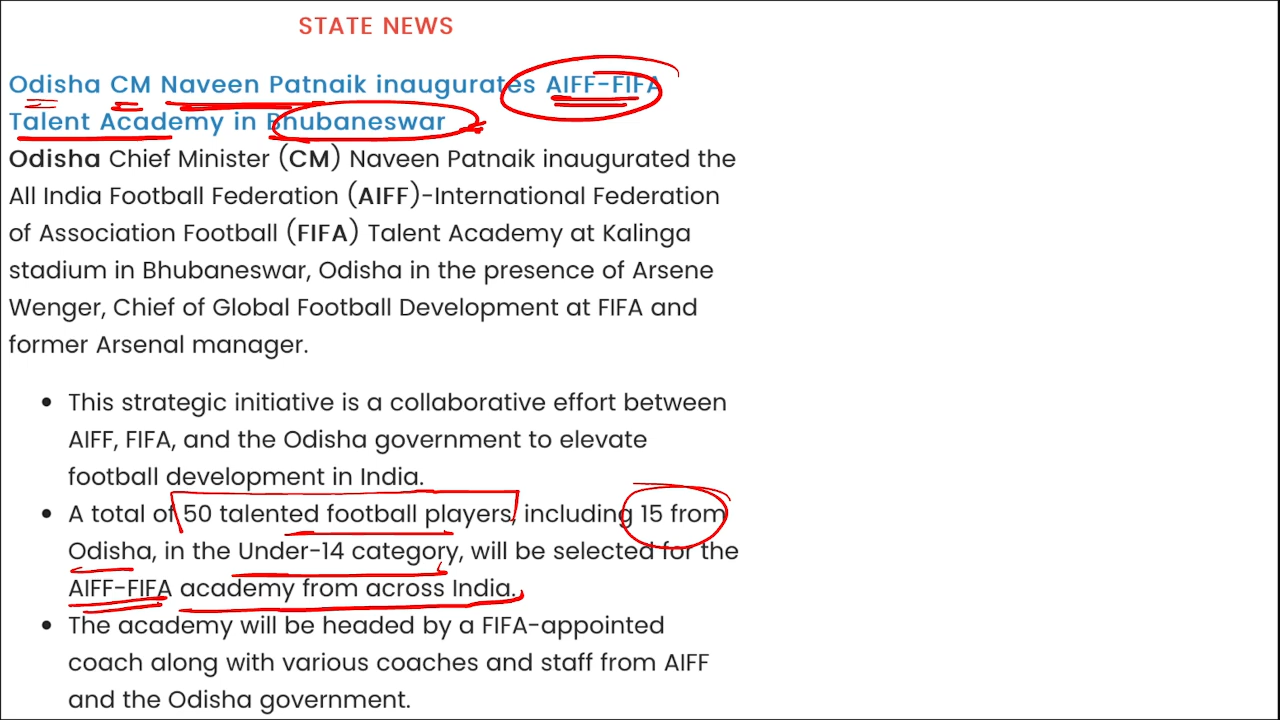 STATE NEWS
Odisha CM Naveen Patnaik inaugurates AIFF-FIFA
Talent Academy in Bhubaneswar
Odisha Chief Minister (CM) Naveen Patnaik inaugurated the
All India Football Federation (AIFF)-International Federation
of Association Football (FIFA) Talent Academy at Kalinga
stadium in Bhubaneswar, Odisha in the presence of Arsene
Wenger, Chief of Global Football Development at FIFA and
former Arsenal manager.
• This strategic initiative is a collaborative effort between
AIFF, FIFA, and the Odisha government to elevate
football development in India.
• A total of 50 talented football players, including 15 from
Odisha, in the Under-14 category, will be selected for the
AIFF-FIFA academy from across India.
• The academy will be headed by a FIFA-appointed
coach along with various coaches and staff from AIFF
and the Odisha government.